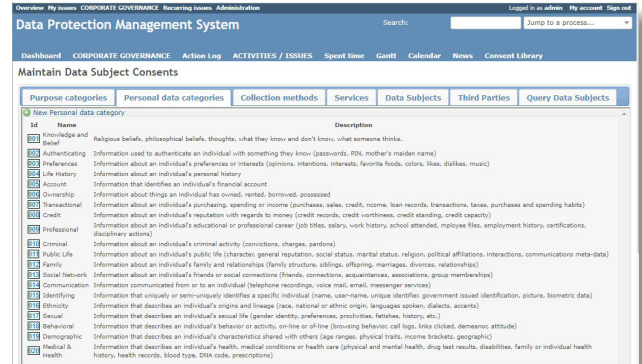 Overview My issues CORPORATE GOVERNANCE Recurring issues Administration
Logged in as admin My account Sign out
Data Protection Management System
Search:
Jump to a process...
Dashboard CORPORATE GOVERNANCE Action Log ACTIVITIES / ISSUES Spent time Gantt Calendar News Consent Library
Maintain Data Subject Consents
Purpose categories Personal data categories Collection methods Services Data Subjects Third Parties Query Data Subjects
New Personal data category
Id Name Description
001 Knowledge and Belief Religious beliefs, philosophical beliefs, thoughts, what they know and don't know, what someone thinks.
002 Authenticating Information used to authenticate an individual with something they know (passwords, PIN, mother's maiden name)
003 Preferences Information about an individual's preferences or interests (opinions, intentions, interests, favorite foods, colors, likes, dislikes, music)
004 Life History Information about an individual's personal history
005 Account Information that identifies an individual's financial account
006 Ownership Information about things an individual has owned, rented, borrowed, possessed
007 Transactional Information about an individual's purchasing, spending or income (purchases, sales, credit, ncome, loan records, transactions, taxes, purchases and spending habits)
008 Credit Information about an individual's reputation with regards to money (credit records, credit worthiness, credit standing, credit capacity)
009 Professional Information about an individual's educational or professional career (job titles, salary, work history, school attended, mployee files, employment history, certifications,
disciplinary actions)
010 Criminal Information about an individual's criminal activity (convictions, charges, pardons)
011 Public Life Information about an individual's public life (character, general reputation, social status, marital status, religion, political affiliations, interactions, communications meta-data)
012 Family Information about an individual's family and relationships (family structure, siblings, offspring, marriages, divorces, relationships)
013 Social Network Information about an individual's friends or social connections (friends, connections, acquaintances, associations, group memberships)
014 Communication Information communicated from or to an individual (telephone recordings, voice mail, email, messenger services)
015 Identifying Information that uniquely or semi-uniquely identifies a specific individual (name, user-name, unique identifier, government issued identification, picture, biometric data)
016 Ethnicity Information that describes an individual's origins and lineage (race, national or ethnic origin, languages spoken, dialects, accents)
017 Sexual Information that describes an individual's sexual life (gender identity, preferences, proclivities, fetishes, history, etc.)
018 Behavioral Information that describes an individual's behavior or activity, on-line or of-line (browsing behavior, call logs, links clicked, demeanor, attitude)
019 Demographic Information that describes an individual's characteristics shared with others (age ranges, physical traits, income brackets, geographic)
020 Medical & Health Information that describes an individual's health, medical conditions or health care (physical and mental health, drug test results, disabilities, family or individual health
history, health records, blood type, DNA code, prescriptions)